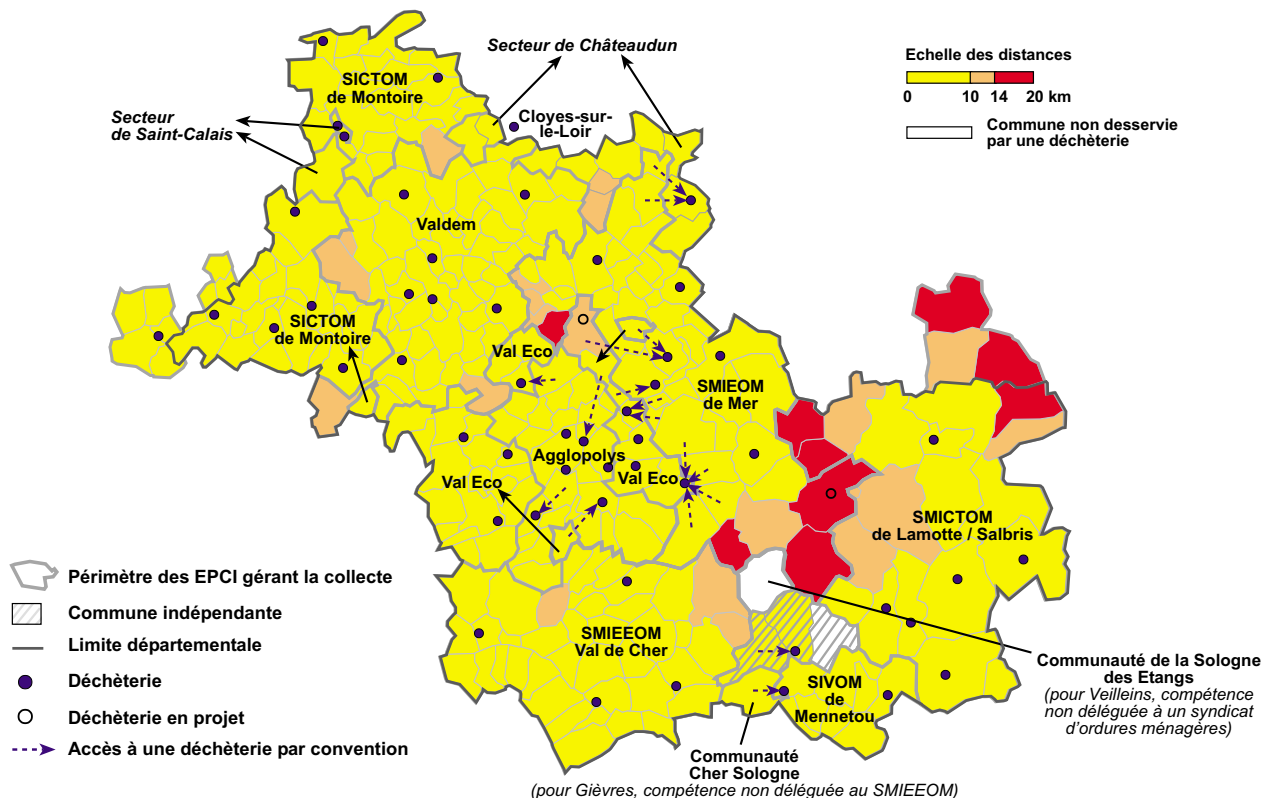 Secteur de Châteaudun
SICTOM
de Montoire
Secteur
de Saint-Calais
Cloyes-sur-
le-Loir
Echelle des distances
0 10 14 20 km
Commune non desservie
par une déchèterie
Valdem
SICTOM
de Montoire
Val Eco
SMIEOM
de Mer
Agglopolys
Val Eco
Val Eco
SMICTOM
de Lamotte / Salbris
SMIEEOM
Val de Cher
SIVOM
de
Mennetou
Périmètre des EPCI gérant la collecte
Commune indépendante
Limite départementale
Déchèterie
Déchèterie en projet
Accès à une déchèterie par convention
Communauté de la Sologne
des Etangs
(pour Veilleins, compétence
non déléguée à un syndicat
d'ordures ménagères)
Communauté
Cher Sologne
(pour Gièvres, compétence non déléguée au SMIEEOM)